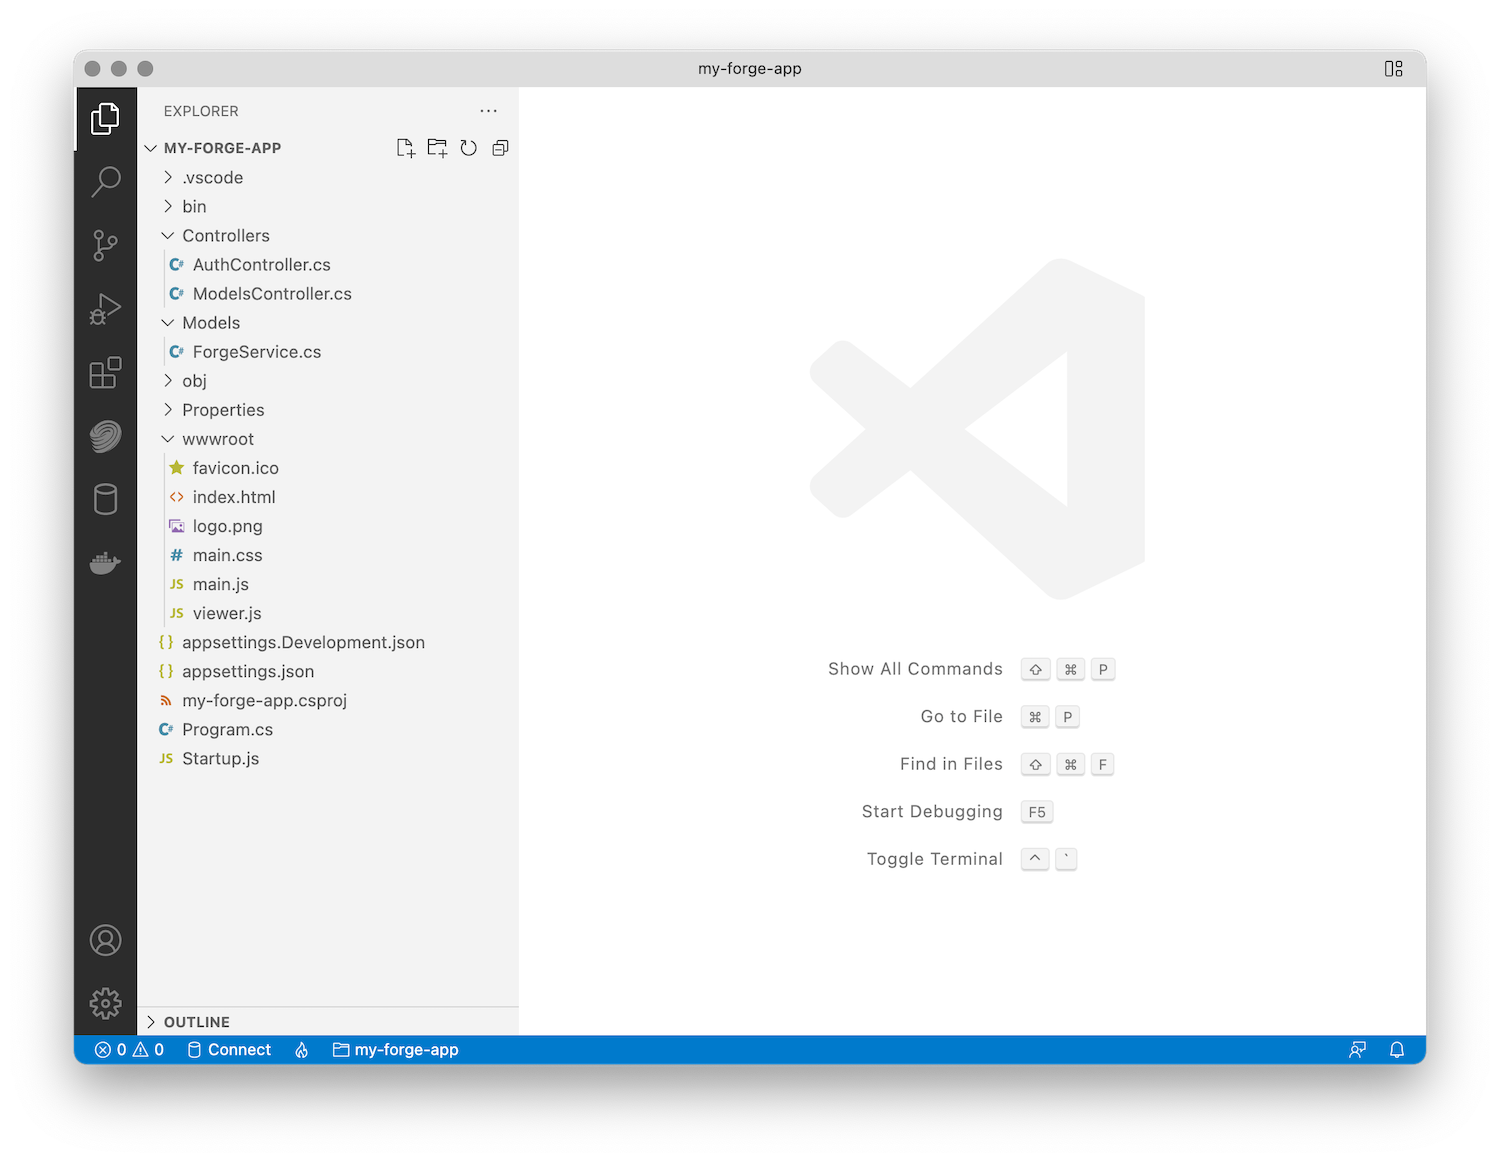 my-forge-app
EXPLORER
MY-FORGE-APP
.vscode
bin
Controllers
C# AuthController.cs
C# ModelsController.cs
Models
C# ForgeService.cs
obj
Properties
wwwroot
favicon.ico
<> index.html
logo.png
# main.css
JS main.js
JS viewer.js
{} appsettings.Development.json
{} appsettings.json
my-forge-app.csproj
C# Program.cs
JS Startup.js
OUTLINE
Show All Commands ⇧ ⌘ P
Go to File ⌘ P
Find in Files ⇧ ⌘ F
Start Debugging F5
Toggle Terminal ^ `
0 0 Connect my-forge-app